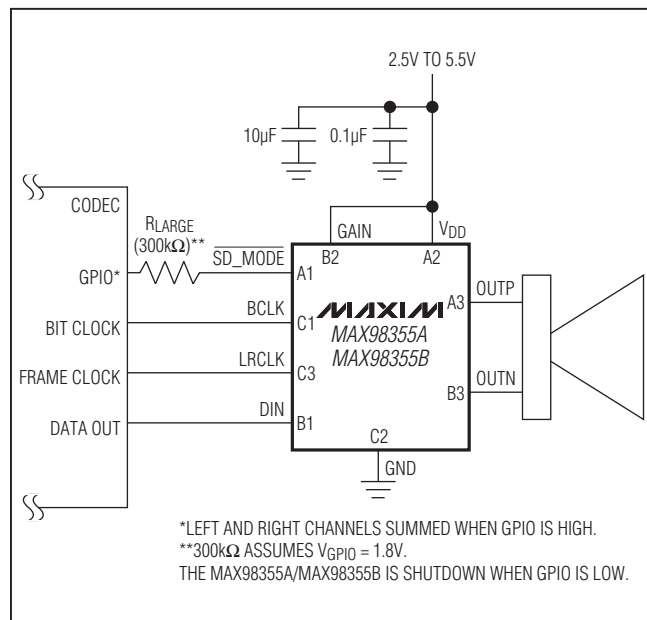 2.5V TO 5.5V
10µF
0.1µF
CODEC
RLARGE
(300kΩ)**
SD_MODE
GAIN
VDD
B2
A2
GPIO*
A1
OUTP
A3
MAXIM
BIT CLOCK
BCLK
C1
MAX98355A
MAX98355B
FRAME CLOCK
LRCLK
C3
OUTN
B3
DATA OUT
DIN
B1
C2
GND
*LEFT AND RIGHT CHANNELS SUMMED WHEN GPIO IS HIGH.
**300kΩ ASSUMES VGPIO = 1.8V.
THE MAX98355A/MAX98355B IS SHUTDOWN WHEN GPIO IS LOW.